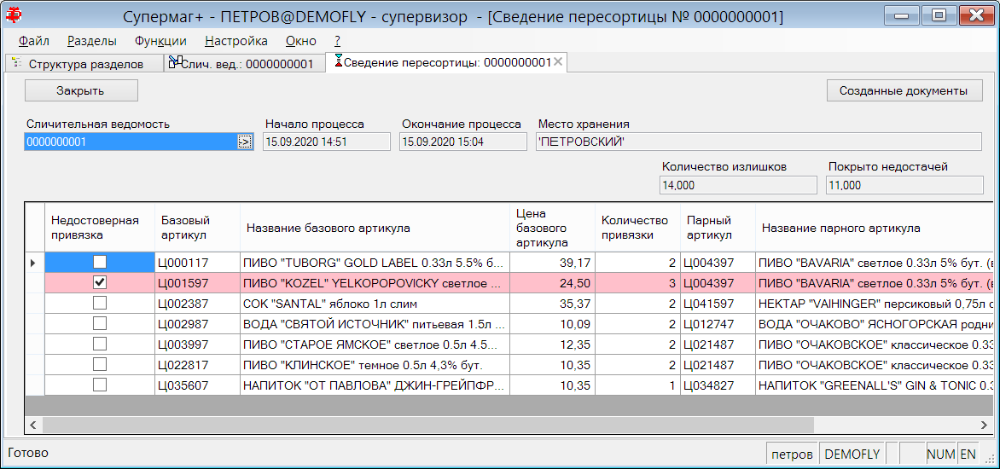 Супермаг+ - ПЕТРОВ@DEMOFLY - супервизор - [Сведение пересортицы № 0000000001]
Файл Разделы Функции Настройка Окно ?
Структура разделов Слич. вед.: 0000000001 Сведение пересортицы: 0000000001
Закрыть Созданные документы
Сличительная ведомость Начало процесса Окончание процесса Место хранения
0000000001 -> 15.09.2020 14:51 15.09.2020 15:04 'ПЕТРОВСКИЙ'
Количество излишков Покрыто недостачей
14,000 11,000
Недостоверная привязка Базовый артикул Название базового артикула Цена базового артикула Количество привязки Парный артикул Название парного артикула
Ц000117 ПИВО "TUBORG" GOLD LABEL 0.33л 5.5% б... 39,17 2 Ц004397 ПИВО "BAVARIA" светлое 0.33л 5% бут. (в
Ц001597 ПИВО "KOZEL" YELKOPOPOVICKY светлое ... 24,50 3 Ц004397 ПИВО "BAVARIA" светлое 0.33л 5% бут. (в
Ц002387 СОК "SANTAL" яблоко 1л слим 35,37 2 Ц041597 НЕКТАР "VAIHINGER" персиковый 0,75л с
Ц002987 ВОДА "СВЯТОЙ ИСТОЧНИК" питьевая 1.5л ... 10,09 2 Ц012747 ВОДА "ОЧАКОВО" ЯСНОГОРСКАЯ родни
Ц003997 ПИВО "СТАРОЕ ЯМСКОЕ" светлое 0.5л 4.5... 12,35 2 Ц021487 ПИВО "ОЧАКОВСКОЕ" классическое 0.33
Ц022817 ПИВО "КЛИНСКОЕ" темное 0.5л 4,3% бут. 10,35 2 Ц021487 ПИВО "ОЧАКОВСКОЕ" классическое 0.33
Ц035607 НАПИТОК "ОТ ПАВЛОВА" ДЖИН-ГРЕЙПФР... 10,35 1 Ц034827 НАПИТОК "GREENALL'S" GIN & TONIC 0.3
Готово петров DEMOFLY NUM EN